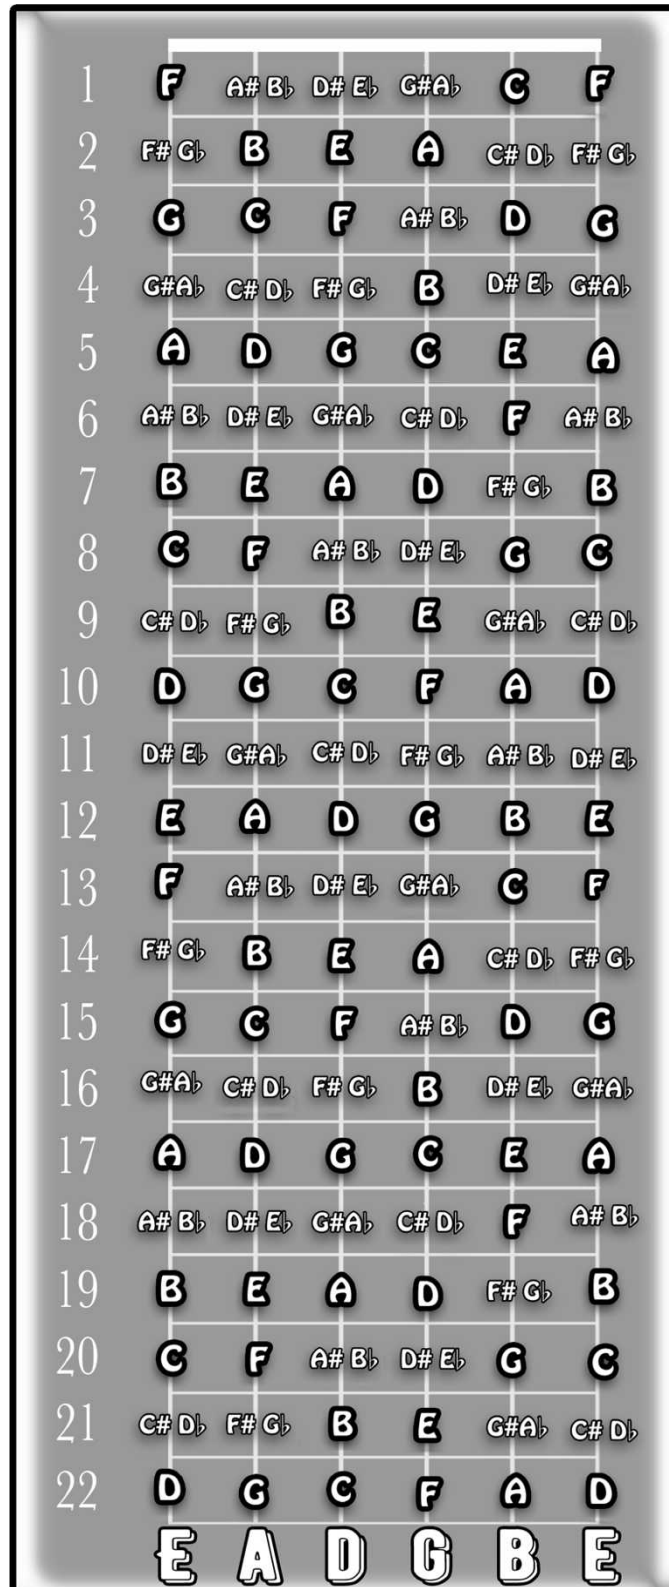 1 F A# B♭ D# E♭ G#A♭ C F
2 F# G♭ B E A C# D♭ F# G♭
3 G C F A# B♭ D G
4 G#A♭ C# D♭ F# G♭ B D# E♭ G#A♭
5 A D G C E A
6 A# B♭ D# E♭ G#A♭ C# D♭ F A# B♭
7 B E A D F# G♭ B
8 C F A# B♭ D# E♭ G C
9 C# D♭ F# G♭ B E G#A♭ C# D♭
10 D G C F A D
11 D# E♭ G#A♭ C# D♭ F# G♭ A# B♭ D# E♭
12 E A D G B E
13 F A# B♭ D# E♭ G#A♭ C F
14 F# G♭ B E A C# D♭ F# G♭
15 G C F A# B♭ D G
16 G#A♭ C# D♭ F# G♭ B D# E♭ G#A♭
17 A D G C E A
18 A# B♭ D# E♭ G#A♭ C# D♭ F A# B♭
19 B E A D F# G♭ B
20 C F A# B♭ D# E♭ G C
21 C# D♭ F# G♭ B E G#A♭ C# D♭
22 D G C F A D
E A D G B E